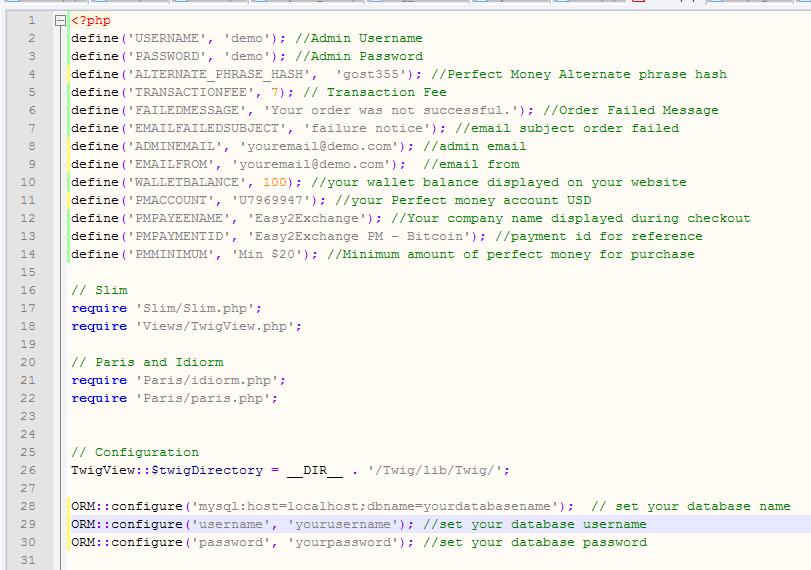 1 <?php
2 define('USERNAME', 'demo'); //Admin Username
3 define('PASSWORD', 'demo'); //Admin Password
4 define('ALTERNATE_PHRASE_HASH',  'gost355'); //Perfect Money Alternate phrase hash
5 define('TRANSACTIONFEE', 7); // Transaction Fee
6 define('FAILEDMESSAGE', 'Your order was not successful.'); //Order Failed Message
7 define('EMAILFAILEDSUBJECT', 'failure notice'); //email subject order failed
8 define('ADMINEMAIL', 'youremail@demo.com'); //admin email
9 define('EMAILFROM', 'youremail@demo.com');  //email from
10 define('WALLETBALANCE', 100); //your wallet balance displayed on your website
11 define('PMACCOUNT', 'U7969947'); //your Perfect money account USD
12 define('PMPAYEENAME', 'Easy2Exchange'); //Your company name displayed during checkout
13 define('PMPAYMENTID', 'Easy2Exchange PM - Bitcoin'); //payment id for reference
14 define('PMMINIMUM', 'Min $20'); //Minimum amount of perfect money for purchase
15
16 // Slim
17 require 'Slim/Slim.php';
18 require 'Views/TwigView.php';
19
20 // Paris and Idiorm
21 require 'Paris/idiorm.php';
22 require 'Paris/paris.php';
23
24
25 // Configuration
26 TwigView::$twigDirectory = __DIR__ . '/Twig/lib/Twig/';
27
28 ORM::configure('mysql:host=localhost;dbname=yourdatabasename');  // set your database name
29 ORM::configure('username', 'yourusername'); //set your database username
30 ORM::configure('password', 'yourpassword'); //set your database password
31